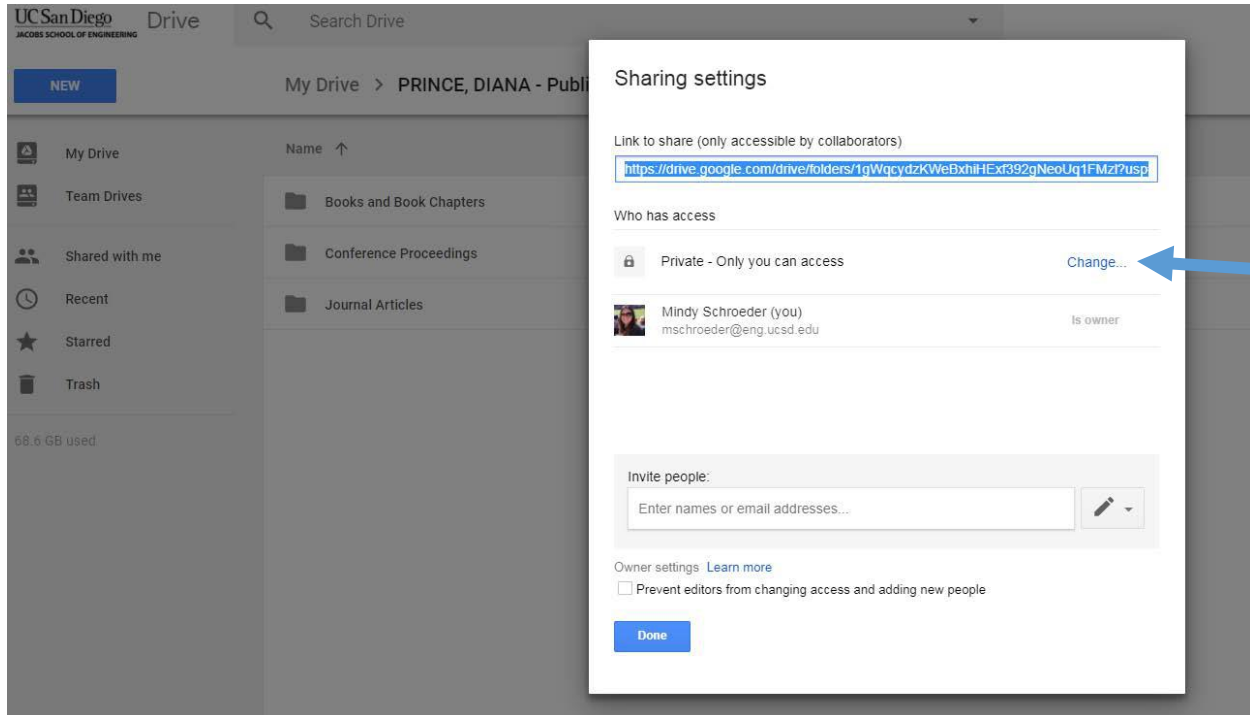 UC San Diego
JACOBS SCHOOL OF ENGINEERING
Drive
Search Drive
NEW
My Drive > PRINCE, DIANA - Publi
My Drive
Team Drives
Shared with me
Recent
Starred
Trash
68.6 GB used
Name ↑
Books and Book Chapters
Conference Proceedings
Journal Articles
Sharing settings
Link to share (only accessible by collaborators)
https://drive.google.com/drive/folders/1gWqcydzKWeBxhiHExf392gNeoUq1FMzl?usp
Who has access
Private - Only you can access
Change...
Mindy Schroeder (you)
mschroeder@eng.ucsd.edu
Is owner
Invite people:
Enter names or email addresses...
Owner settings Learn more
Prevent editors from changing access and adding new people
Done